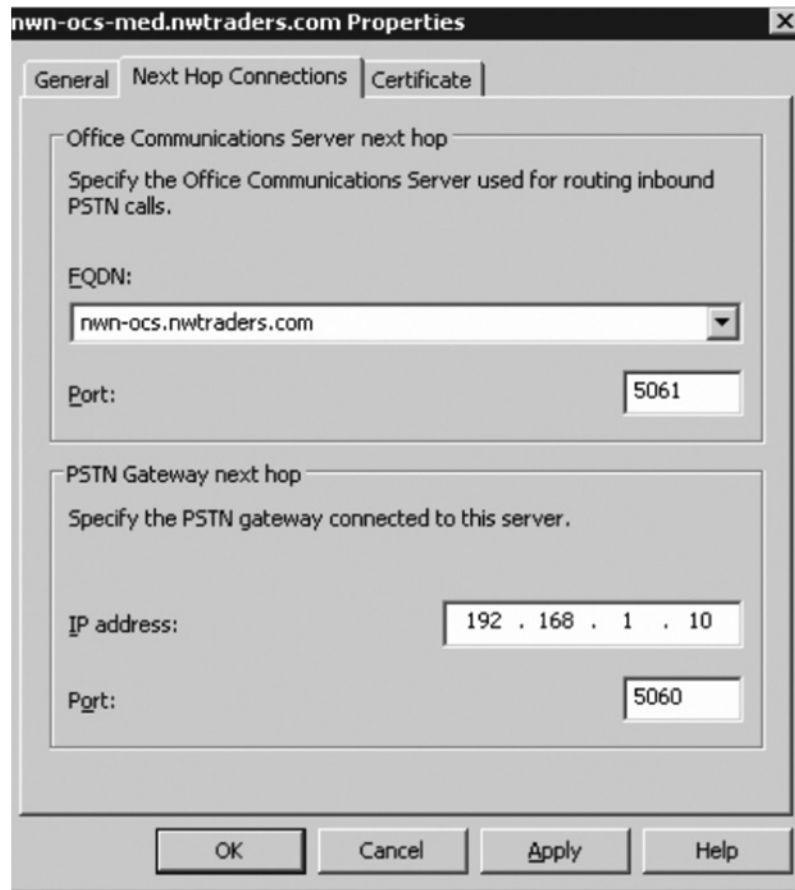 nwn-ocs-med.nwtraders.com Properties
General
Next Hop Connections
Certificate
Office Communications Server next hop
Specify the Office Communications Server used for routing inbound
PSTN calls.
FQDN:
nwn-ocs.nwtraders.com
Port:
5061
PSTN Gateway next hop
Specify the PSTN gateway connected to this server.
IP address:
192 . 168 . 1 . 10
Port:
5060
OK
Cancel
Apply
Help